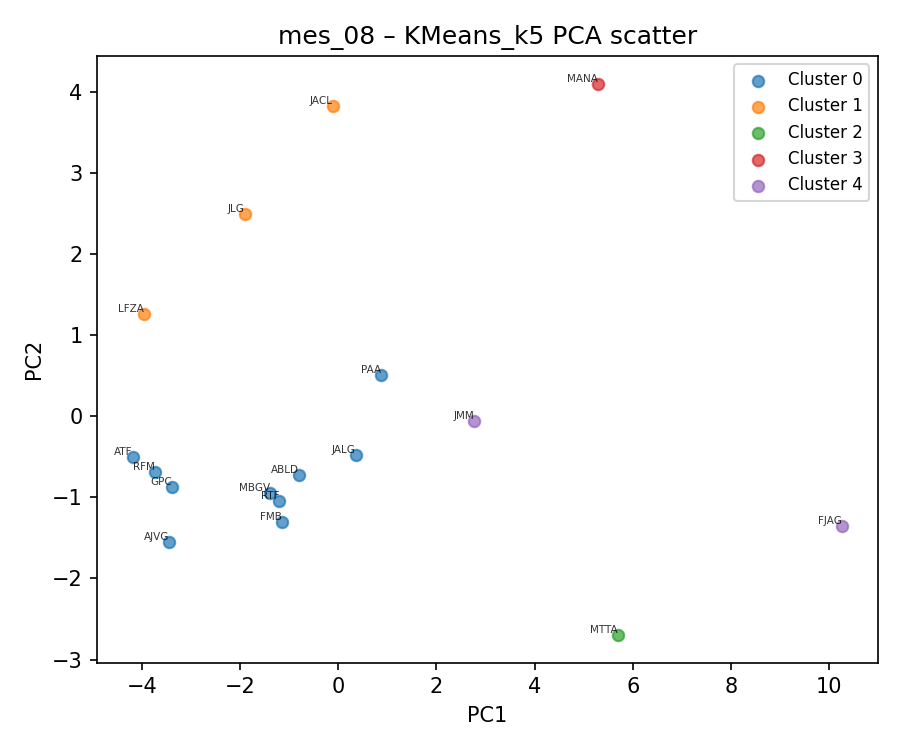 mes_08 – KMeans_k5 PCA scatter
Cluster 0
Cluster 1
Cluster 2
Cluster 3
Cluster 4
MANA
JACL
JLG
LFZA
PAA
JMM
ATF
RFM
GPC
JALG
ABLD
MBGV
RTF
FMB
AJVG
FJAG
MTTA
4
3
2
1
0
−1
−2
−3
PC2
−4
−2
0
2
4
6
8
10
PC1